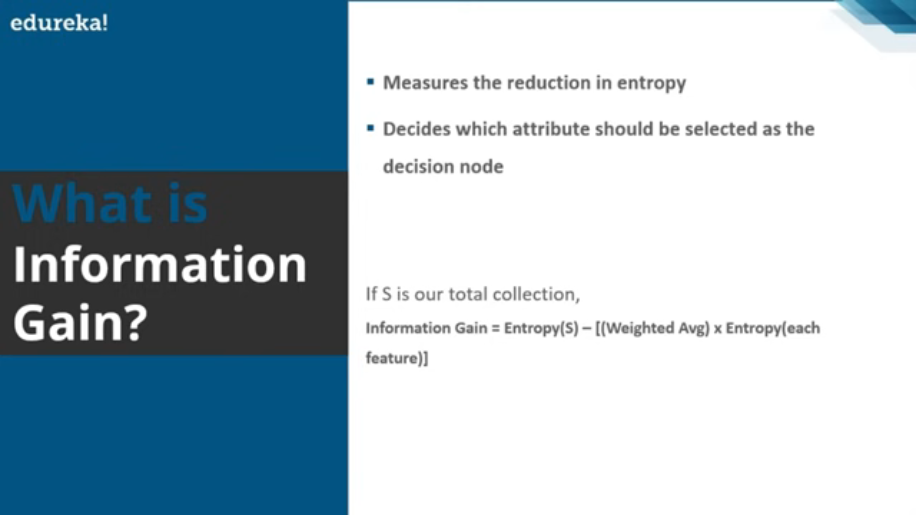 edureka!
What is
Information
Gain?
▪ Measures the reduction in entropy
▪ Decides which attribute should be selected as the
decision node
If S is our total collection,
Information Gain = Entropy(S) – [(Weighted Avg) x Entropy(each
feature)]